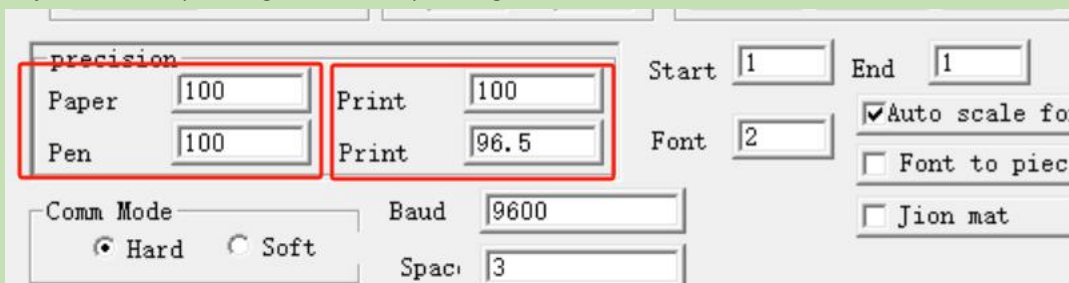 precision
Paper 100 Print 100 Start 1 End 1
Auto scale fo
Pen 100 Print 96.5 Font 2
Font to piec
Comm Mode Baud 9600 Jion mat
Hard Soft
Spac 3